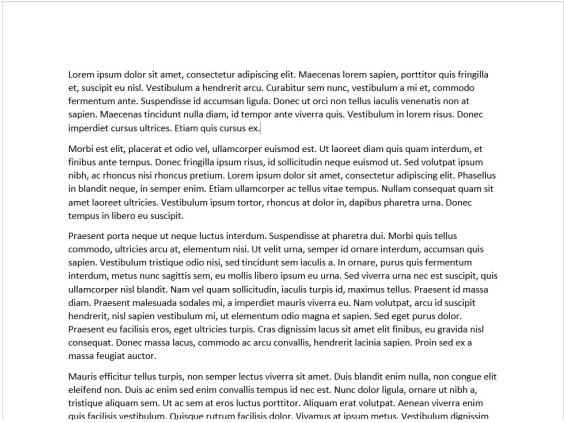 Lorem ipsum dolor sit amet, consectetur adipiscing elit. Maecenas lorem sapien, porttitor quis fringilla
et, suscipit eu nisl. Vestibulum a hendrerit arcu. Curabitur sem nunc, vestibulum a mi et, commodo
fermentum ante. Suspendisse id accumsan ligula. Donec ut orci non tellus iaculis venenatis non at
sapien. Maecenas tincidunt nulla diam, id tempor ante viverra quis. Vestibulum in lorem risus. Donec
imperdiet cursus ultrices. Etiam quis cursus ex.
Morbi est elit, placerat et odio vel, ullamcorper euismod est. Ut laoreet diam quis quam interdum, et
finibus ante tempus. Donec fringilla ipsum risus, id sollicitudin neque euismod ut. Sed volutpat ipsum
nibh, ac rhoncus nisi rhoncus pretium. Lorem ipsum dolor sit amet, consectetur adipiscing elit. Phasellus
in blandit neque, in semper enim. Etiam ullamcorper ac tellus vitae tempus. Nullam consequat quam sit
amet laoreet ultricies. Vestibulum ipsum tortor, rhoncus at dolor in, dapibus pharetra urna. Donec
tempus in libero eu suscipit.
Praesent porta neque ut neque luctus interdum. Suspendisse at pharetra dui. Morbi quis tellus
commodo, ultricies arcu at, elementum nisi. Ut velit urna, semper id ornare interdum, accumsan quis
sapien. Vestibulum tristique odio nisi, sed tincidunt sem iaculis a. In ornare, purus quis fermentum
interdum, metus nunc sagittis sem, eu mollis libero ipsum eu urna. Sed viverra urna nec est suscipit, quis
ullamcorper nisl blandit. Nam vel quam sollicitudin, iaculis turpis id, maximus tellus. Praesent id massa
diam. Praesent malesuada sodales mi, a imperdiet mauris viverra eu. Nam volutpat, arcu id suscipit
hendrerit, nisl sapien vestibulum mi, ut elementum odio magna et sapien. Sed eget purus dolor.
Praesent eu facilisis eros, eget ultricies turpis. Cras dignissim lacus sit amet elit finibus, eu gravida nisl
consequat. Donec massa lacus, commodo ac arcu convallis, hendrerit lacinia sapien. Proin sed ex a
massa feugiat auctor.
Mauris efficitur tellus turpis, non semper lectus viverra sit amet. Duis blandit enim nulla, non congue elit
eleifend non. Duis ac enim sed enim convallis tempus id nec est. Nunc dolor ligula, ornare ut nibh a,
tristique aliquam sem. Ut ac sem at eros luctus porttitor. Aliquam erat volutpat. Aenean viverra enim
quis facilisis vestibulum. Quisque rutrum facilisis dolor. Vivamus at ipsum metus. Vestibulum dignissim